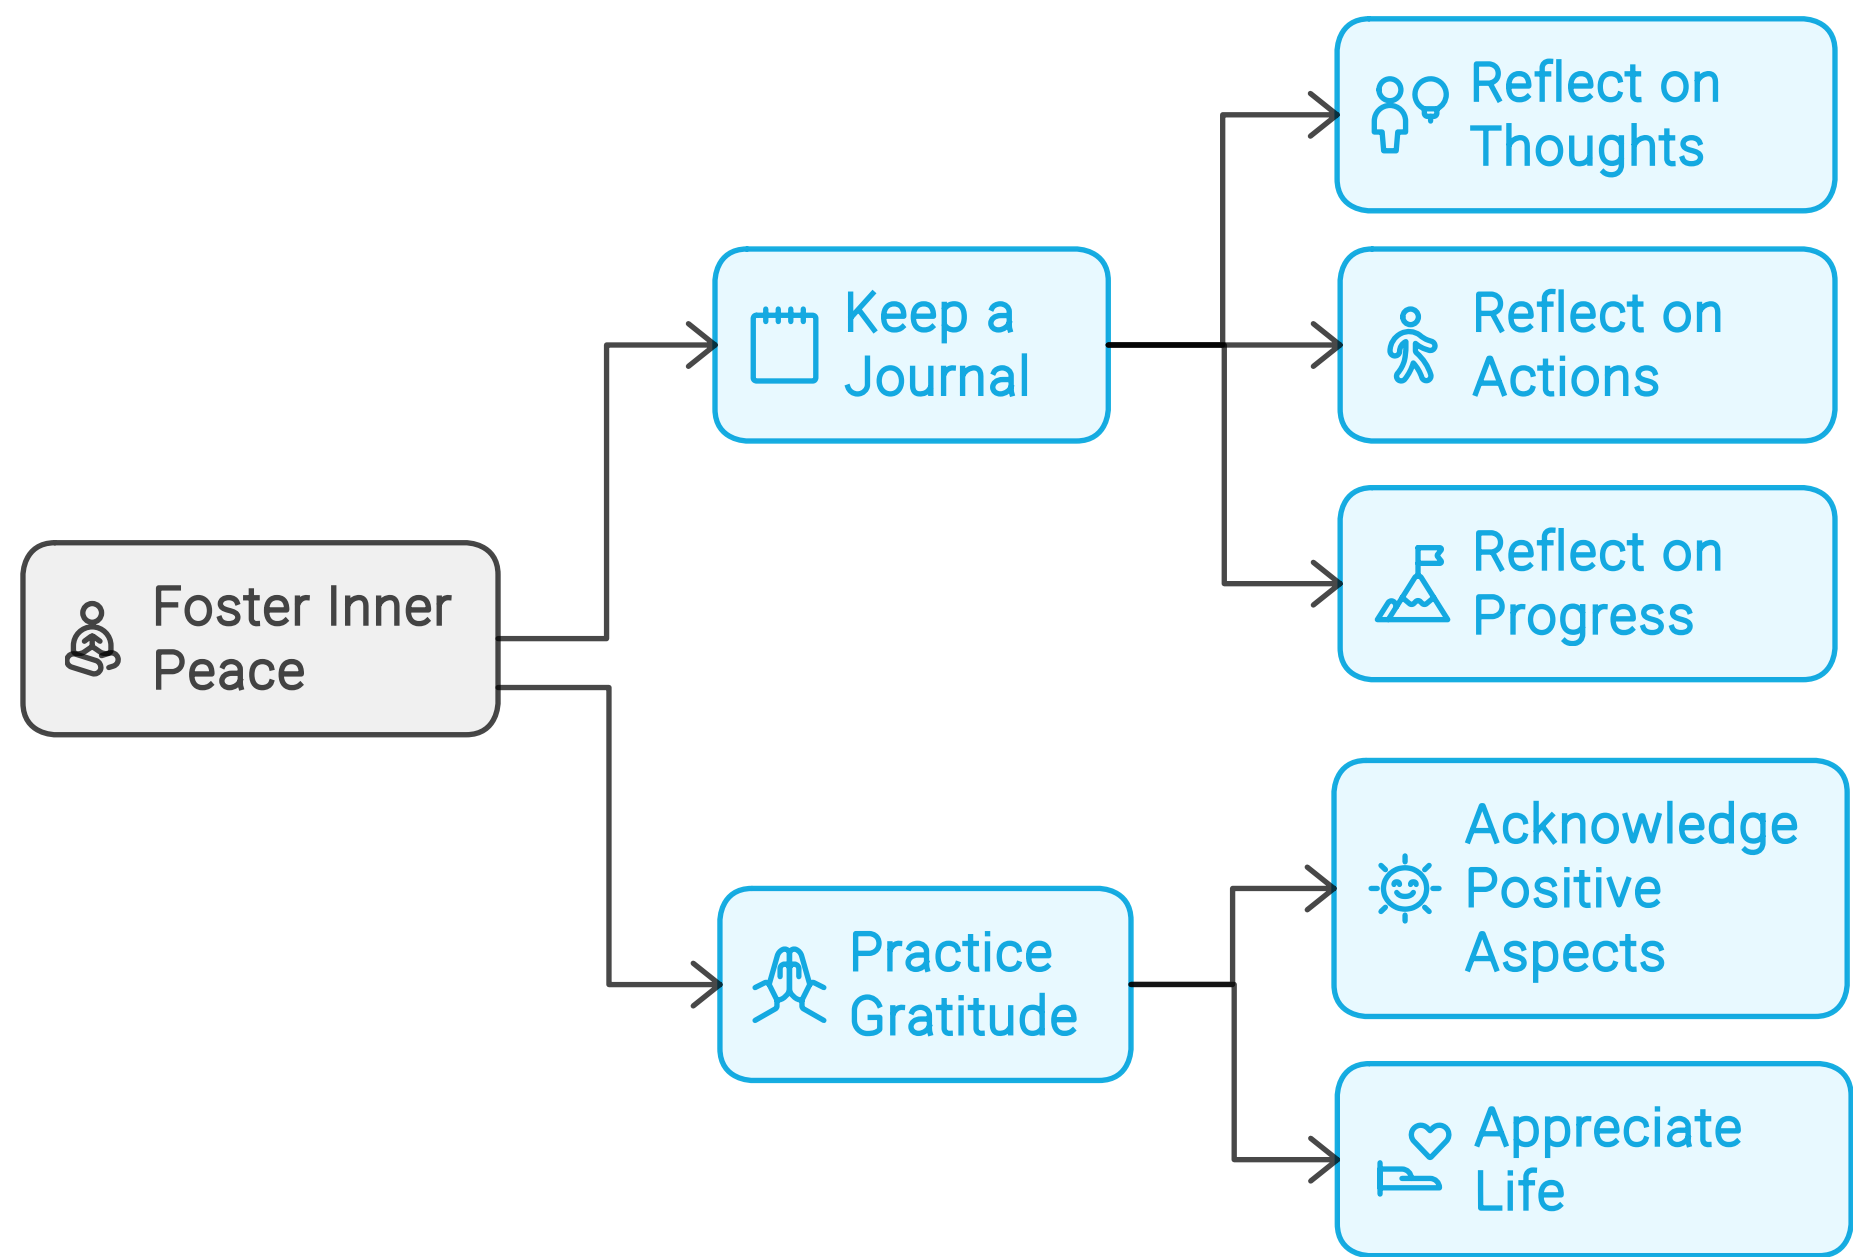 Reflect on
Thoughts
Keep a
Journal
Reflect on
Actions
Reflect on
Progress
Foster Inner
Peace
Acknowledge
Positive
Aspects
Practice
Gratitude
Appreciate
Life